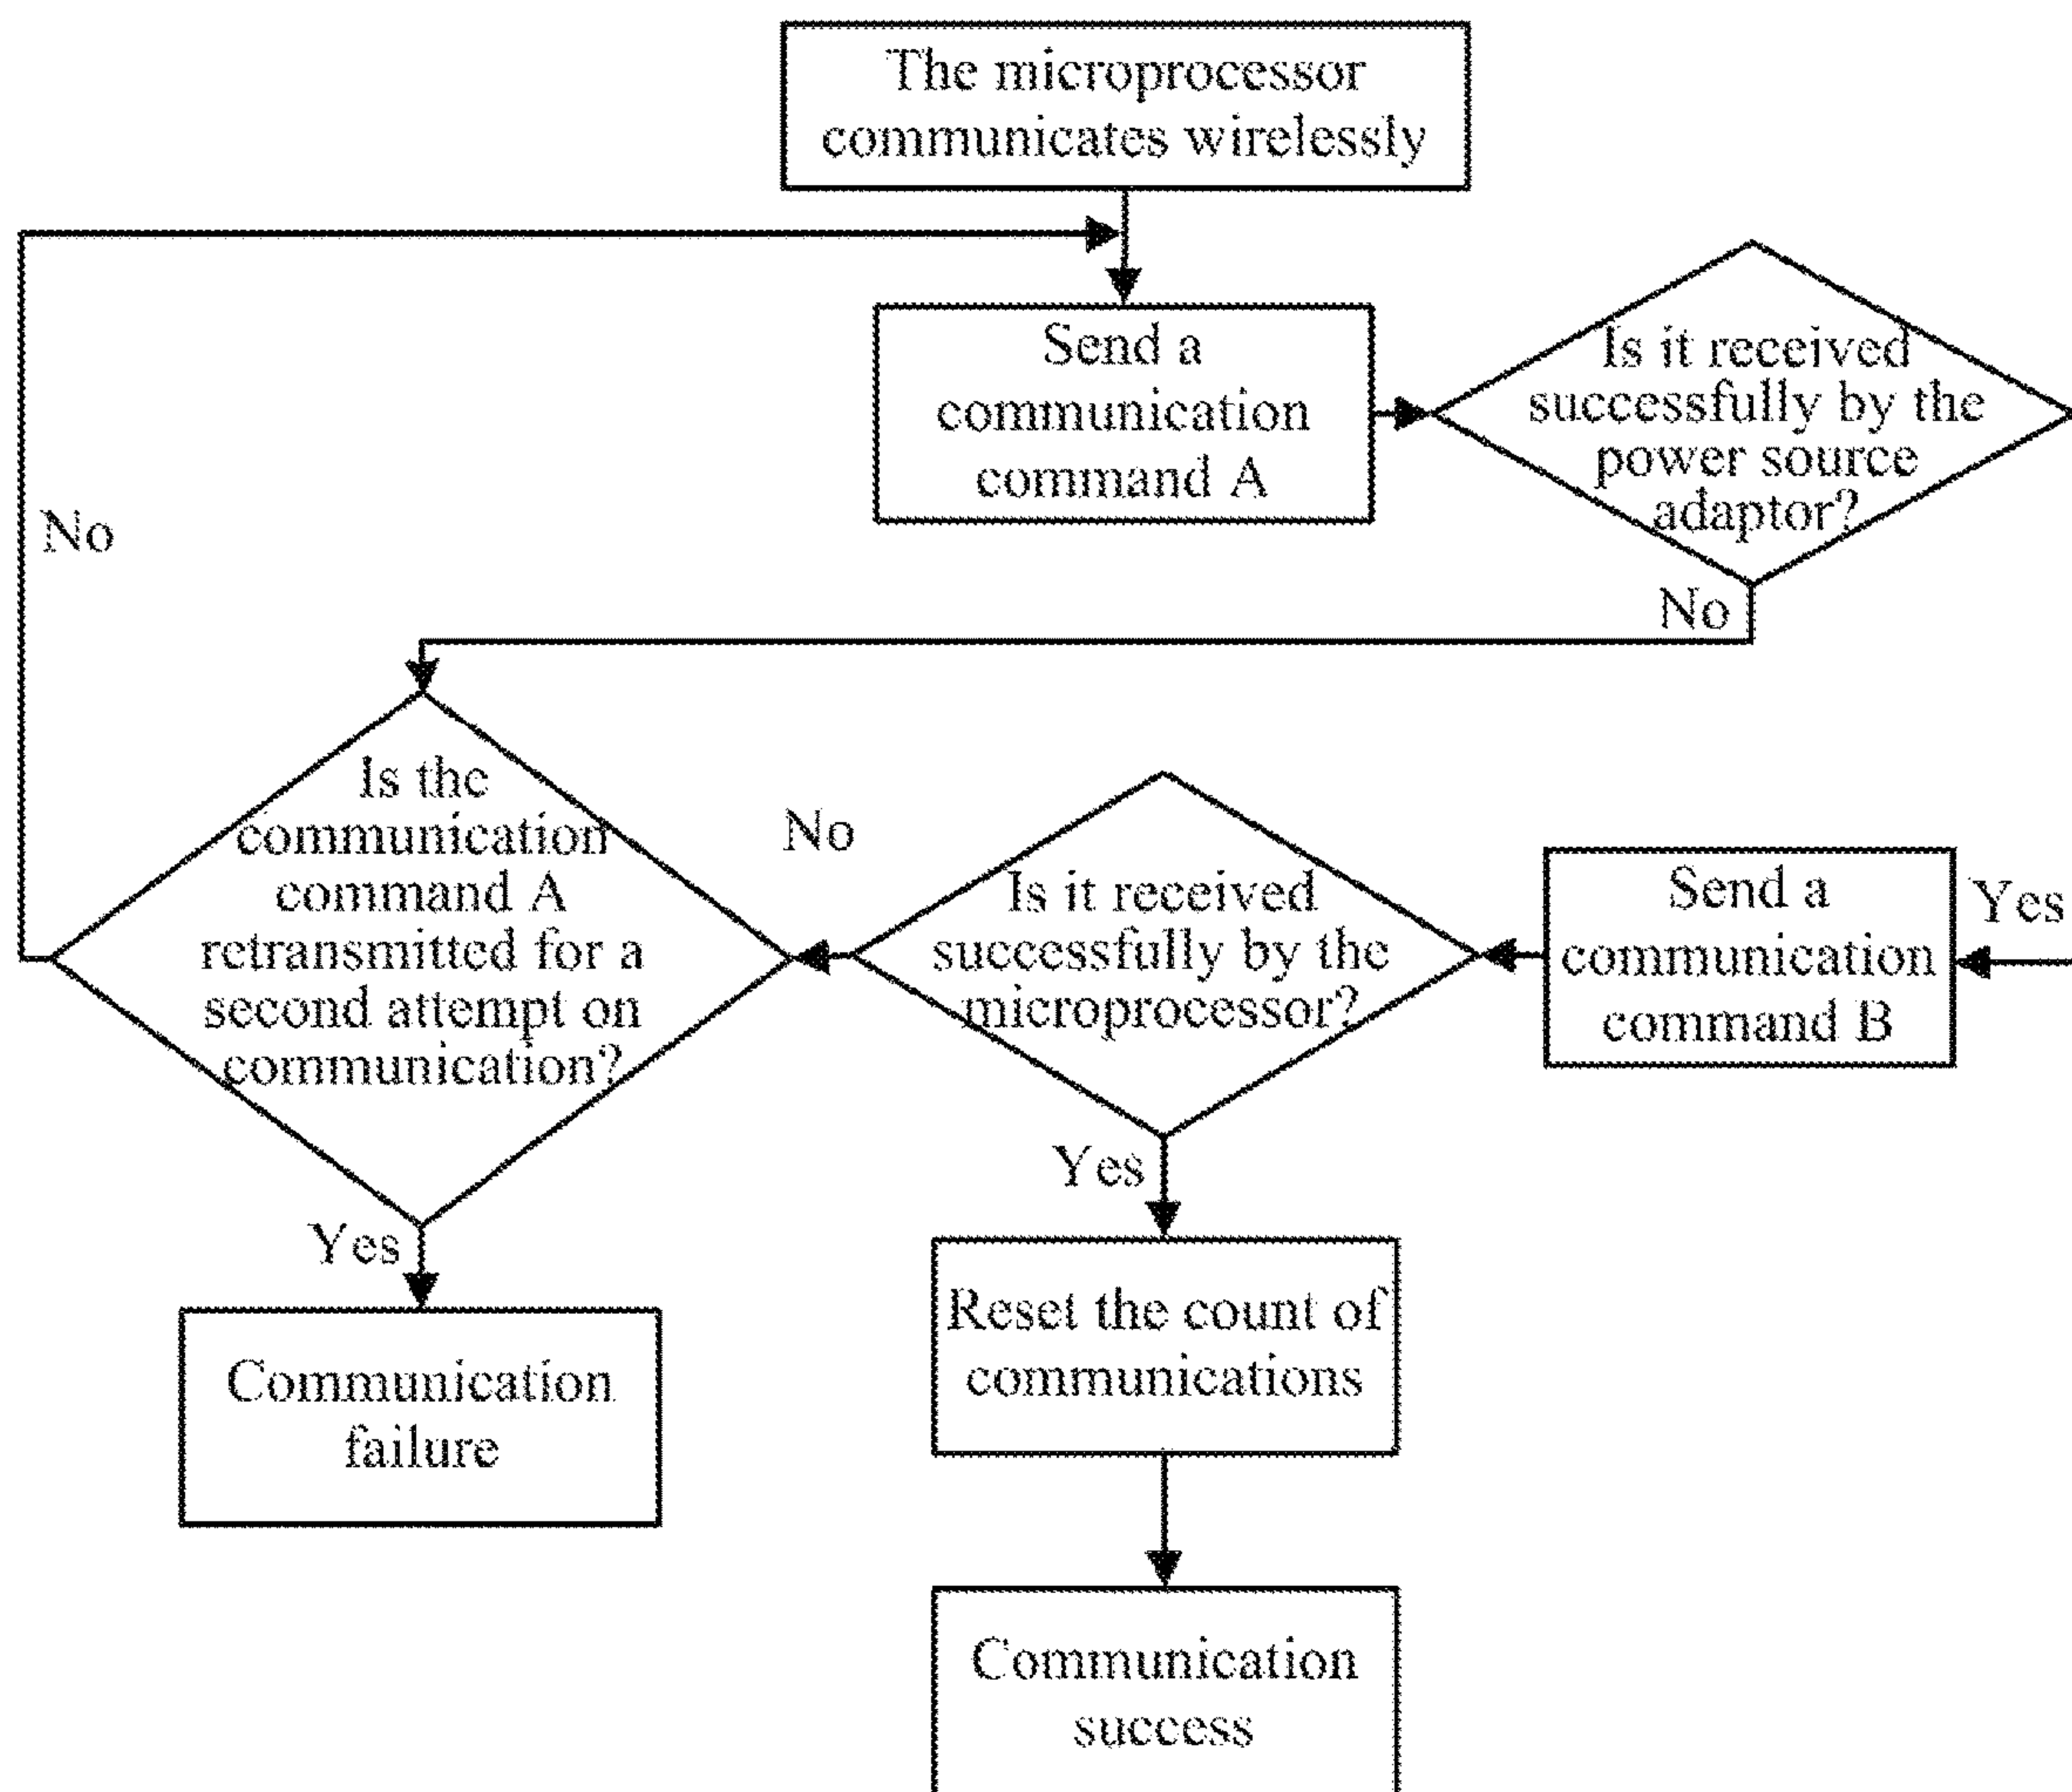 The microprocessor
communicates wirelessly
Send a
communication
command A
Is it received
successfully by the
power source
adaptor?
No
No
Is the
communication
command A
retransmitted for a
second attempt on
communication?
No
Is it received
successfully by the
microprocessor?
Send a
communication
command B
Yes
Yes
Yes
Communication
failure
Reset the count of
communications
Communication
success